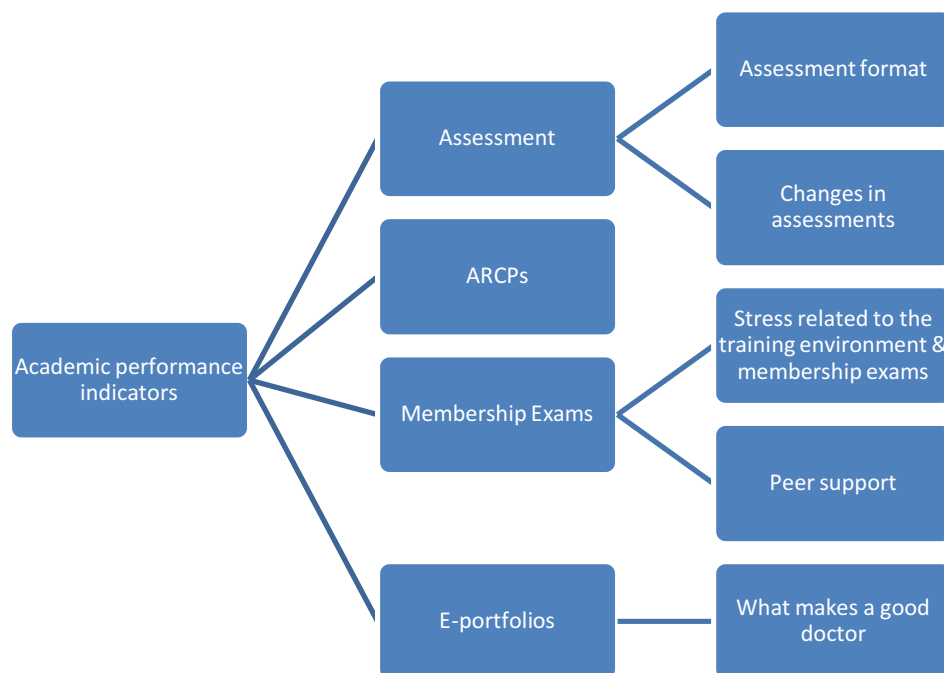 Academic performance
indicators
Assessment
ARCPs
Membership Exams
E-portfolios
Assessment format
Changes in
assessments
Stress related to the
training environment &
membership exams
Peer support
What makes a good
doctor